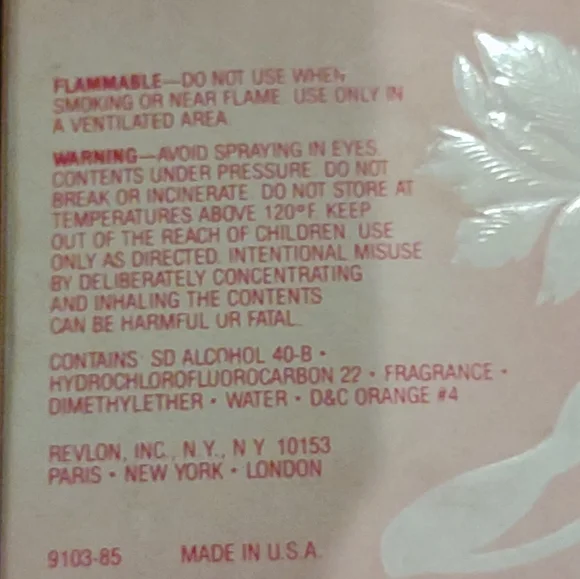 FLAMMABLE—DO NOT USE WHEN
SMOKING OR NEAR FLAME. USE ONLY IN
A VENTILATED AREA.
WARNING—AVOID SPRAYING IN EYES.
CONTENTS UNDER PRESSURE. DO NOT
BREAK OR INCINERATE. DO NOT STORE AT
TEMPERATURES ABOVE 120°F. KEEP
OUT OF THE REACH OF CHILDREN. USE
ONLY AS DIRECTED. INTENTIONAL MISUSE
BY DELIBERATELY CONCENTRATING
AND INHALING THE CONTENTS
CAN BE HARMFUL OR FATAL.
CONTAINS: SD ALCOHOL 40-B •
HYDROCHLOROFLUOROCARBON 22 • FRAGRANCE •
DIMETHYLETHER • WATER • D&C ORANGE #4
REVLON, INC., N.Y., N.Y. 10153
PARIS • NEW YORK • LONDON
9103-85 MADE IN U.S.A.